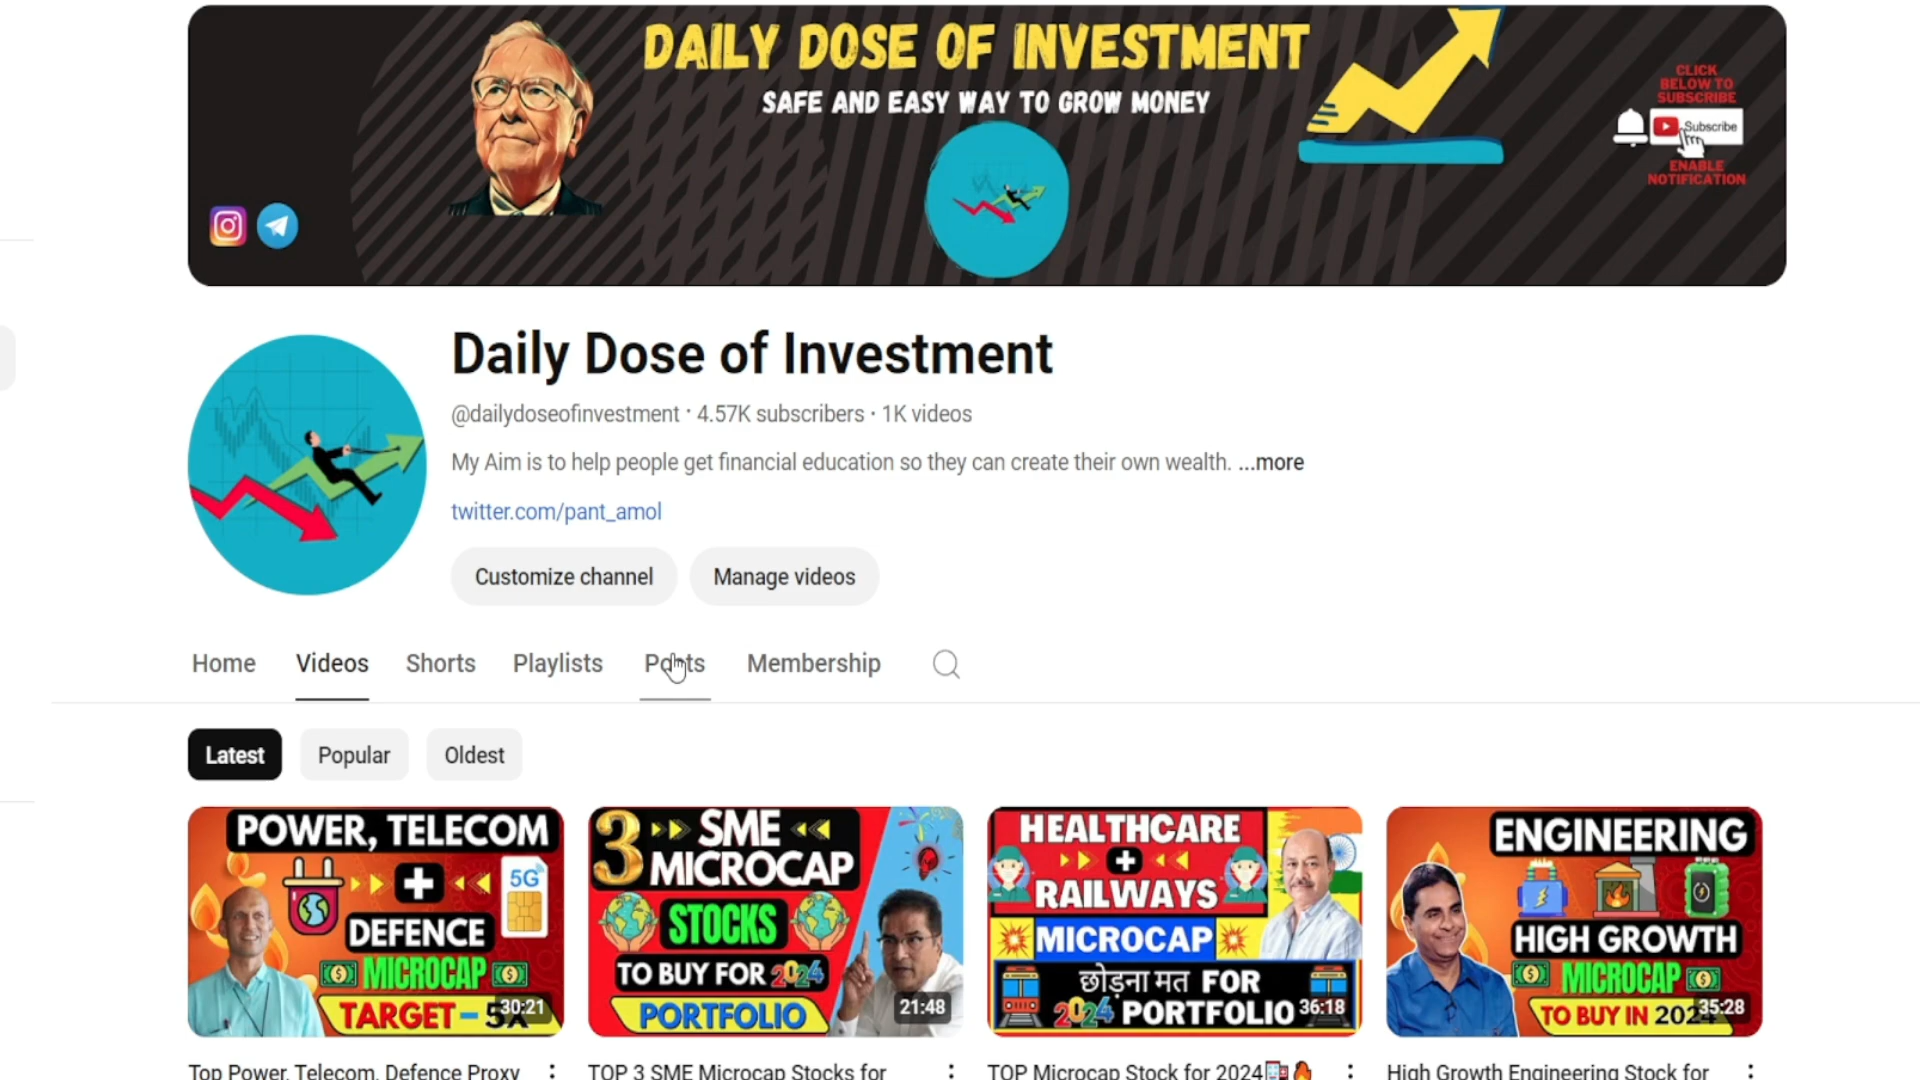 DAILY DOSE OF INVESTMENT
SAFE AND EASY WAY TO GROW MONEY
CLICK
BELOW TO
SUBSCRIBE
Subscribe
ENABLE
NOTIFICATION
Daily Dose of Investment
@dailydoseofinvestment · 4.57K subscribers · 1K videos
My Aim is to help people get financial education so they can create their own wealth. ...more
twitter.com/pant_amol
Customize channel Manage videos
Home Videos Shorts Playlists Posts Membership
Latest Popular Oldest
POWER, TELECOM
+
5G
DEFENCE
MICROCAP
TARGET - 5X
30:21
3 SME
MICROCAP
STOCKS
TO BUY FOR 2024
PORTFOLIO
21:48
HEALTHCARE
+
RAILWAYS
MICROCAP
छोड़ना मत FOR
2024 PORTFOLIO
36:18
ENGINEERING
HIGH GROWTH
MICROCAP
TO BUY IN 2024
35:28
Top Power, Telecom, Defence Proxy
TOP 3 SME Microcap Stocks for
TOP Microcap Stock for 2024
High Growth Engineering Stock for